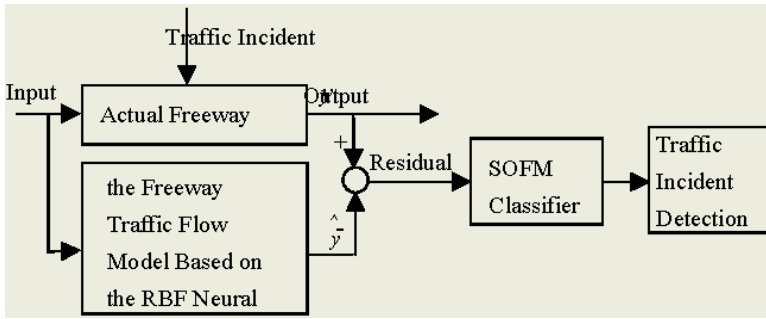 Traffic Incident
Input
Actual Freeway
Output
+
Residual
the Freeway
Traffic Flow
Model Based on
the RBF Neural
ŷ
-
SOFM
Classifier
Traffic
Incident
Detection